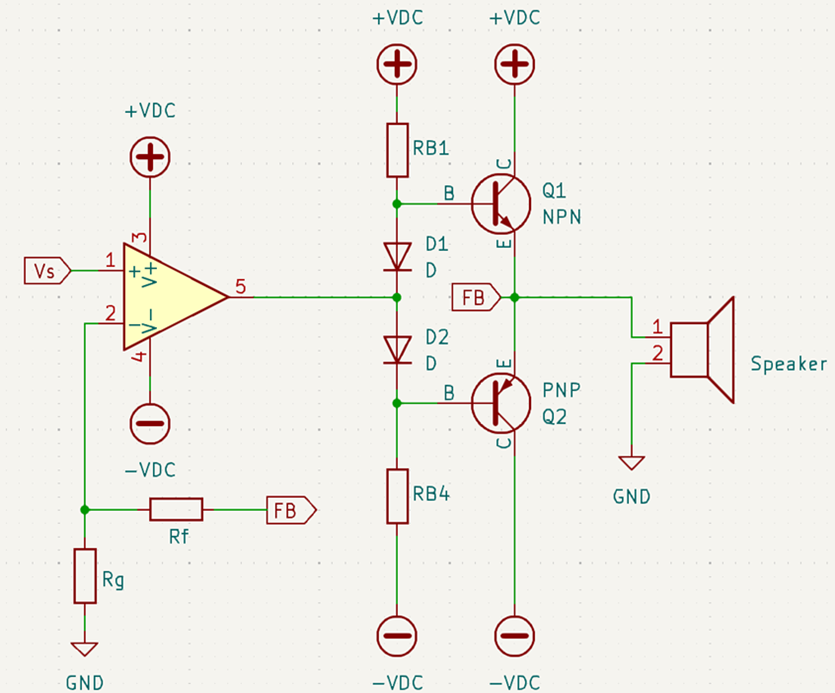 +VDC
+VDC
+VDC
RB1
C
B
Q1
NPN
3
E
1
D1
Vs
+
V+
D
5
FB
2
V-
1
D2
2
4
D
E
Speaker
B
PNP
Q2
C
-VDC
RB4
GND
FB
Rf
Rg
GND
-VDC
-VDC